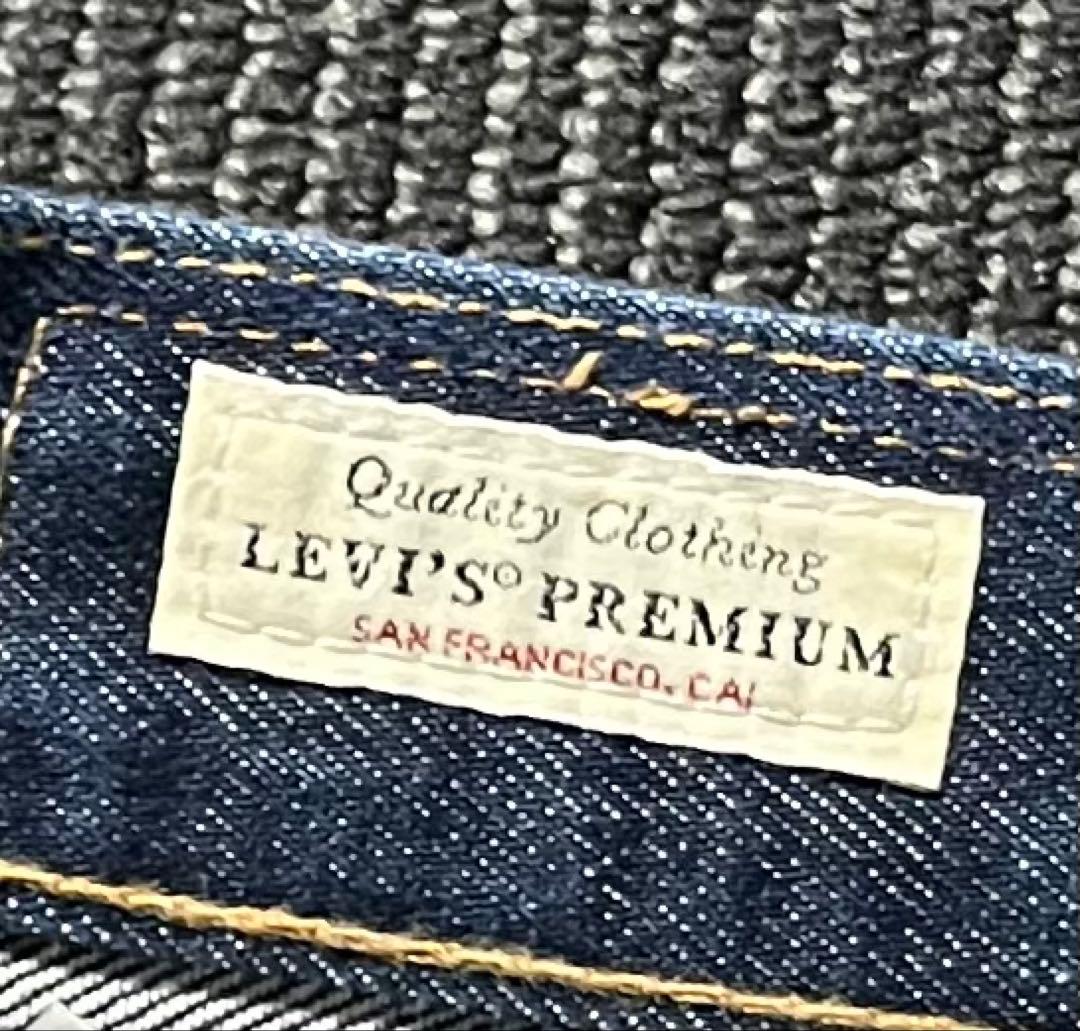 Quality Clothing
LEVI'S® PREMIUM
SAN FRANCISCO, CAL